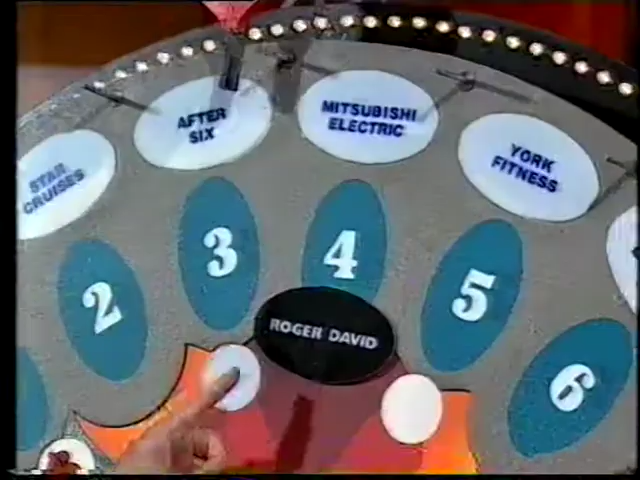 STAR
CRUISES
AFTER
SIX
MITSUBISHI
ELECTRIC
YORK
FITNESS
2
3
4
5
6
ROGER DAVID